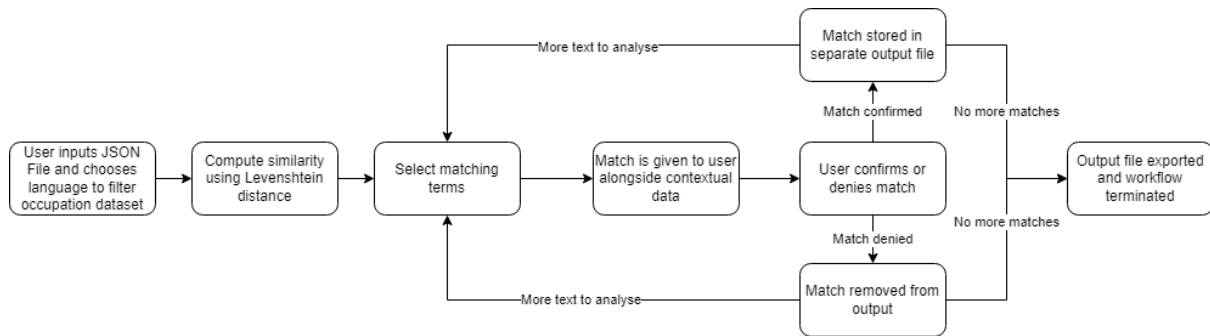 Match stored in
separate output file
More text to analyse
Match confirmed
No more matches
User inputs JSON
File and chooses
language to filter
occupation dataset
Compute similarity
using Levenshtein
distance
Select matching
terms
Match is given to user
alongside contextual
data
User confirms or
denies match
Output file exported
and workflow
terminated
No more matches
Match denied
Match removed from
output
More text to analyse